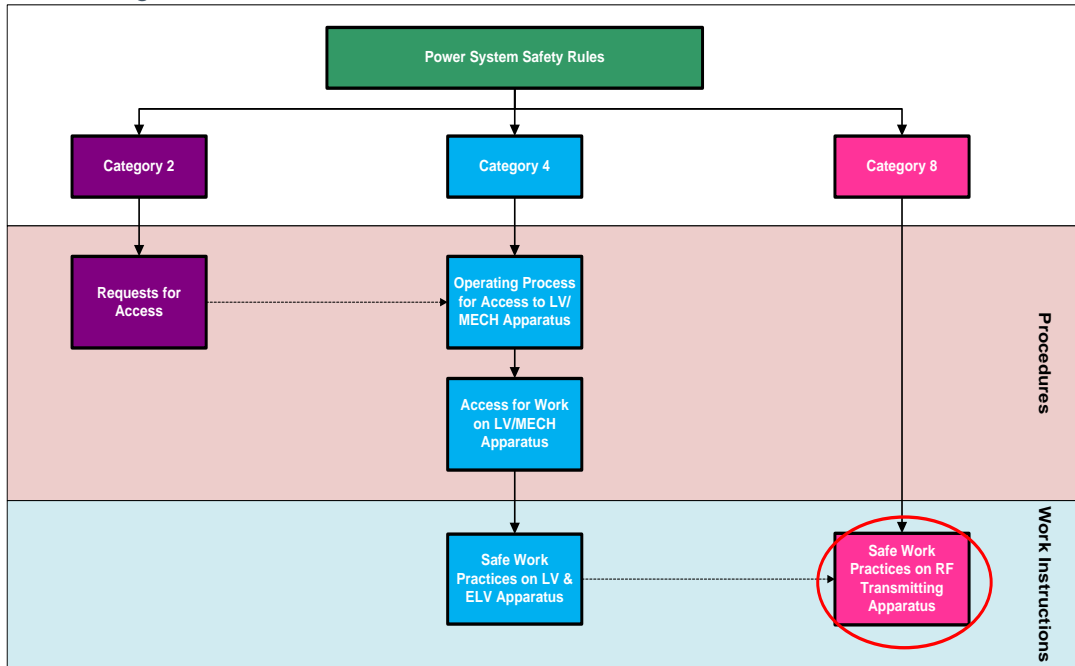 Power System Safety Rules
Category 2
Category 4
Category 8
Requests for
Access
Operating Process
for Access to LV/
MECH Apparatus
Access for Work
on LV/MECH
Apparatus
Procedures
Safe Work
Practices on LV &
ELV Apparatus
Safe Work
Practices on RF
Transmitting
Apparatus
Work Instructions